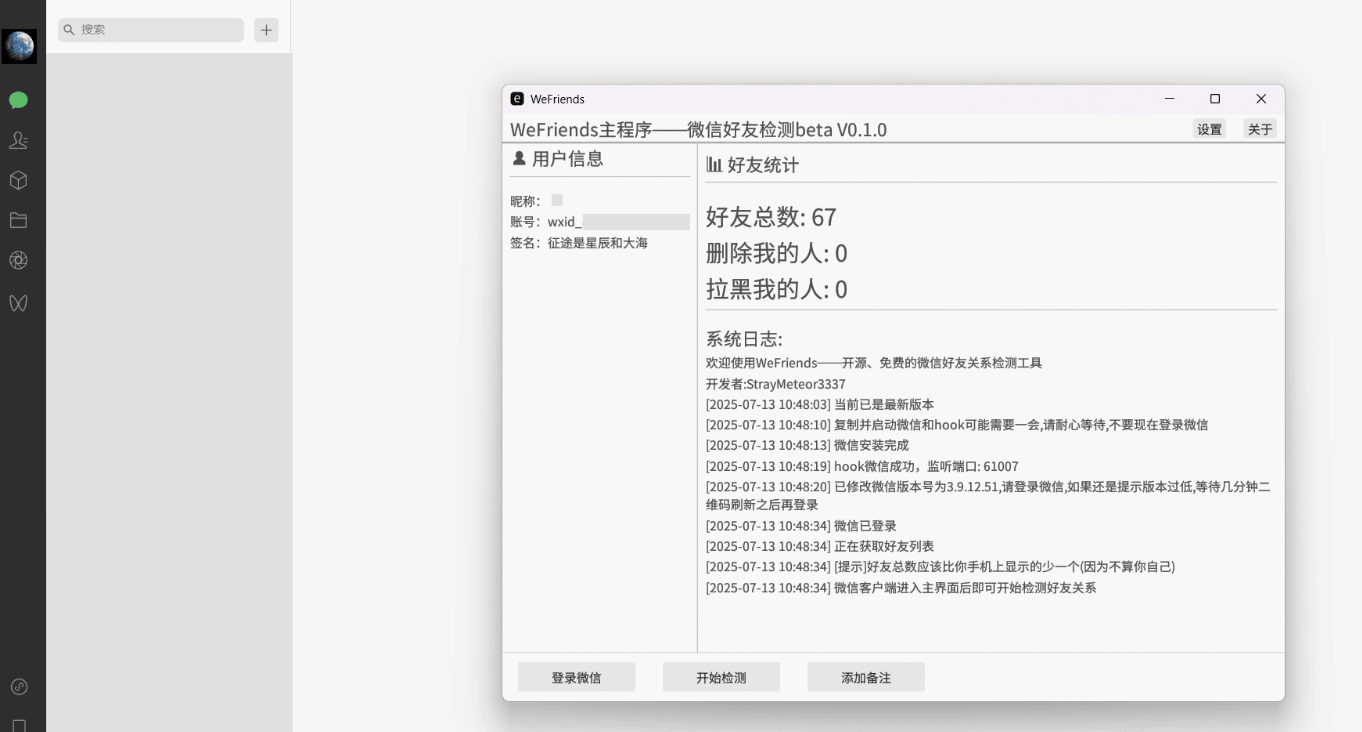 搜索
WeFriends
WeFriends主程序——微信好友检测beta V0.1.0
设置
关于
用户信息
昵称：
账号：wxid_
签名：征途是星辰和大海
好友统计
好友总数: 67
删除我的人: 0
拉黑我的人: 0
系统日志:
欢迎使用WeFriends——开源、免费的微信好友关系检测工具
开发者:StrayMeteor3337
[2025-07-13 10:48:03] 当前已是最新版本
[2025-07-13 10:48:10] 复制并启动微信和hook可能需要一会,请耐心等待,不要现在登录微信
[2025-07-13 10:48:13] 微信安装完成
[2025-07-13 10:48:19] hook微信成功，监听端口: 61007
[2025-07-13 10:48:20] 已修改微信版本号为3.9.12.51,请登录微信,如果还是提示版本过低,等待几分钟二
维码刷新之后再登录
[2025-07-13 10:48:34] 微信已登录
[2025-07-13 10:48:34] 正在获取好友列表
[2025-07-13 10:48:34] [提示]好友总数应该比你手机上显示的少一个(因为不算你自己)
[2025-07-13 10:48:34] 微信客户端进入主界面后即可开始检测好友关系
登录微信
开始检测
添加备注